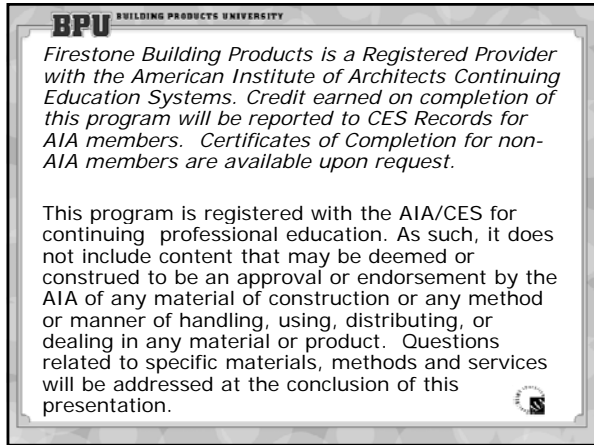 BPU BUILDING PRODUCTS UNIVERSITY
Firestone Building Products is a Registered Provider
with the American Institute of Architects Continuing
Education Systems. Credit earned on completion of
this program will be reported to CES Records for
AIA members.  Certificates of Completion for non-
AIA members are available upon request.
This program is registered with the AIA/CES for
continuing  professional education. As such, it does
not include content that may be deemed or
construed to be an approval or endorsement by the
AIA of any material of construction or any method
or manner of handling, using, distributing, or
dealing in any material or product.  Questions
related to specific materials, methods and services
will be addressed at the conclusion of this
presentation.